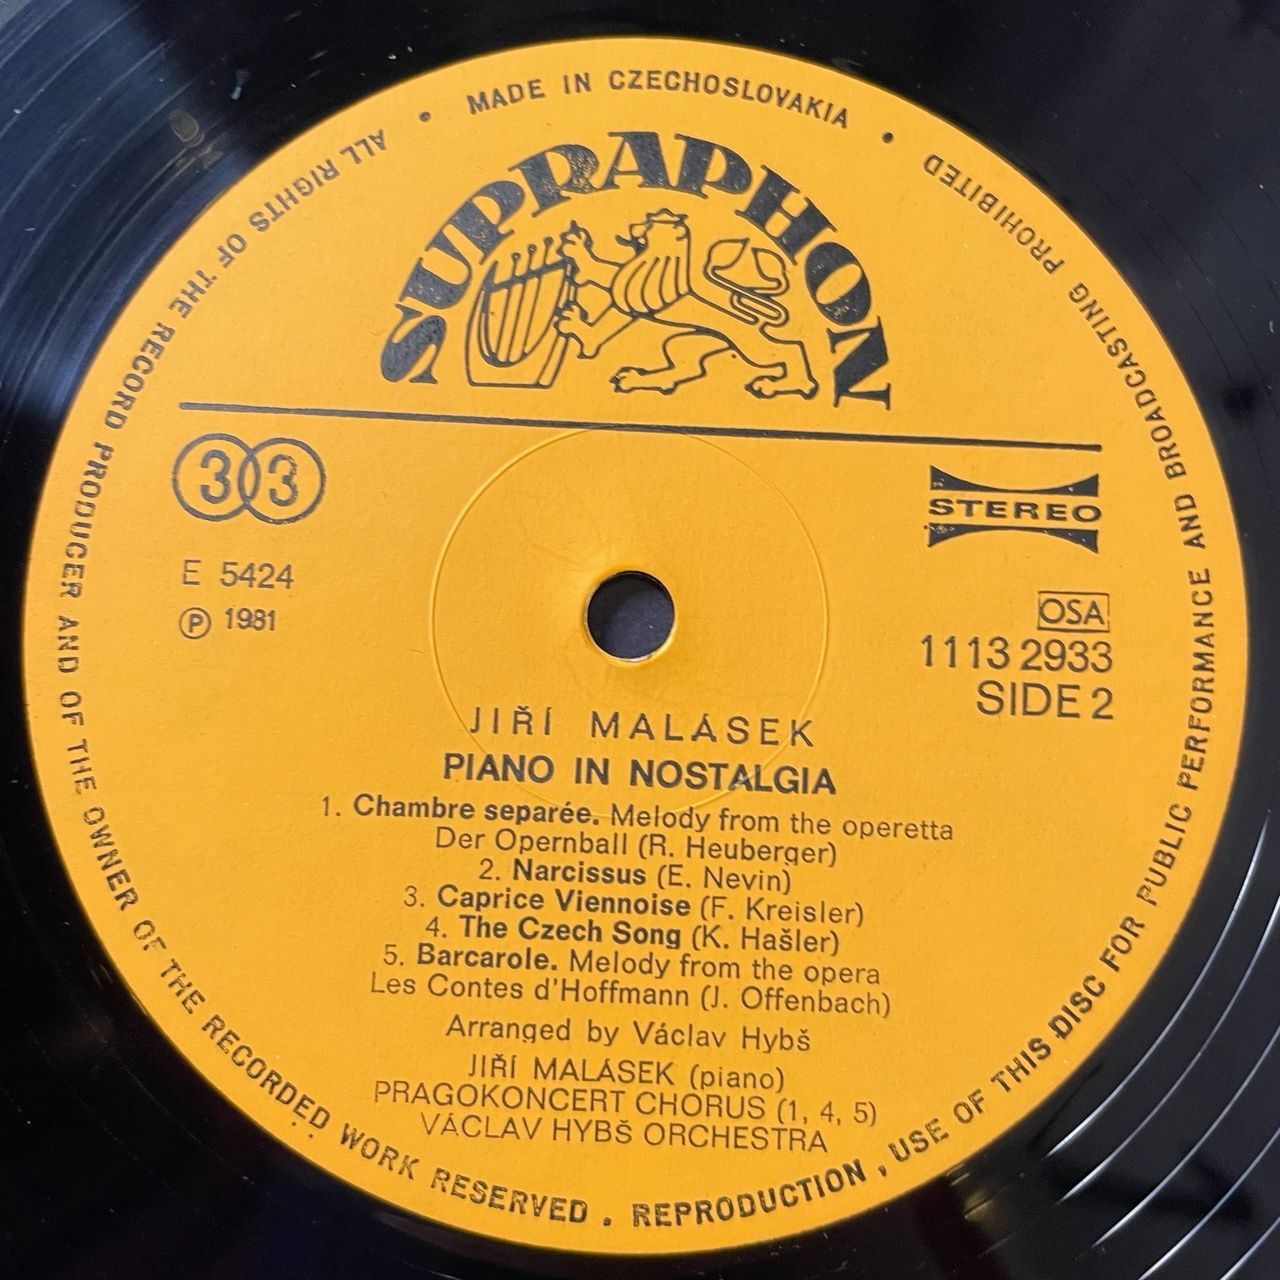 MADE IN CZECHOSLOVAKIA
SUPRAPHON
33
STEREO
E 5424
Ⓟ 1981
OSA
1113 2933
SIDE 2
JIŘÍ MALÁSEK
PIANO IN NOSTALGIA
1. Chambre separée. Melody from the operetta
Der Opernball (R. Heuberger)
2. Narcissus (E. Nevin)
3. Caprice Viennoise (F. Kreisler)
4. The Czech Song (K. Hašler)
5. Barcarole. Melody from the opera
Les Contes d'Hoffmann (J. Offenbach)
Arranged by Václav Hybš
JIŘÍ MALÁSEK (piano)
PRAGOKONCERT CHORUS (1, 4, 5)
VÁCLAV HYBŠ ORCHESTRA
ALL RIGHTS OF THE RECORD PRODUCER AND OF THE OWNER OF THE RECORDED WORK RESERVED . REPRODUCTION , USE OF THIS DISC FOR PUBLIC PERFORMANCE AND BROADCASTING PROHIBITED